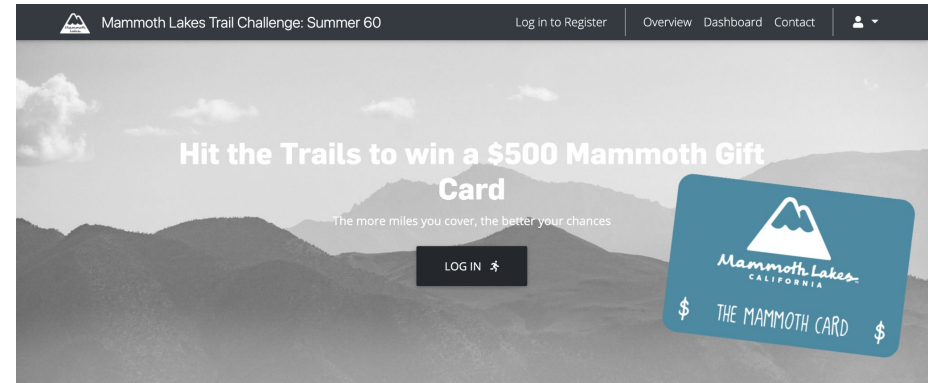 Mammoth Lakes Trail Challenge: Summer 60
Log in to Register
Overview Dashboard Contact
Hit the Trails to win a $500 Mammoth Gift
Card
The more miles you cover, the better your chances
LOG IN
Mammoth Lakes
CALIFORNIA
$ THE MAMMOTH CARD $